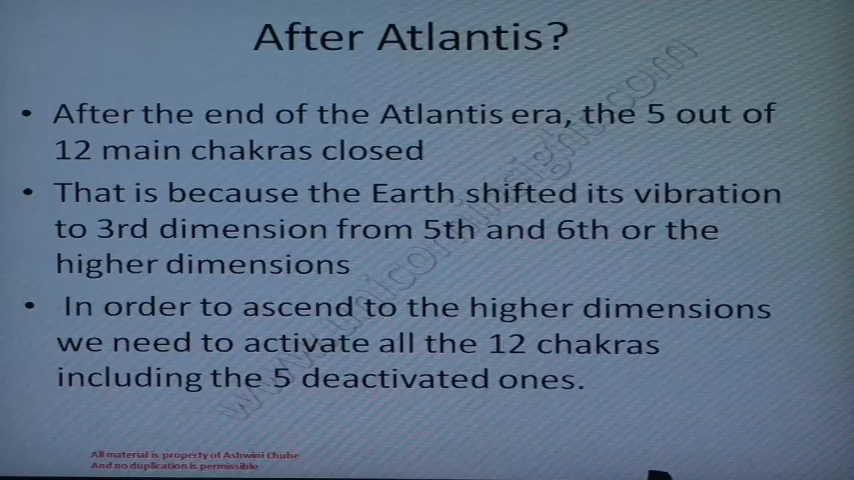 After Atlantis?
• After the end of the Atlantis era, the 5 out of
12 main chakras closed
• That is because the Earth shifted its vibration
to 3rd dimension from 5th and 6th or the
higher dimensions
• In order to ascend to the higher dimensions
we need to activate all the 12 chakras
including the 5 deactivated ones.
All material is property of Ashwini Chube
And no duplication is permissible